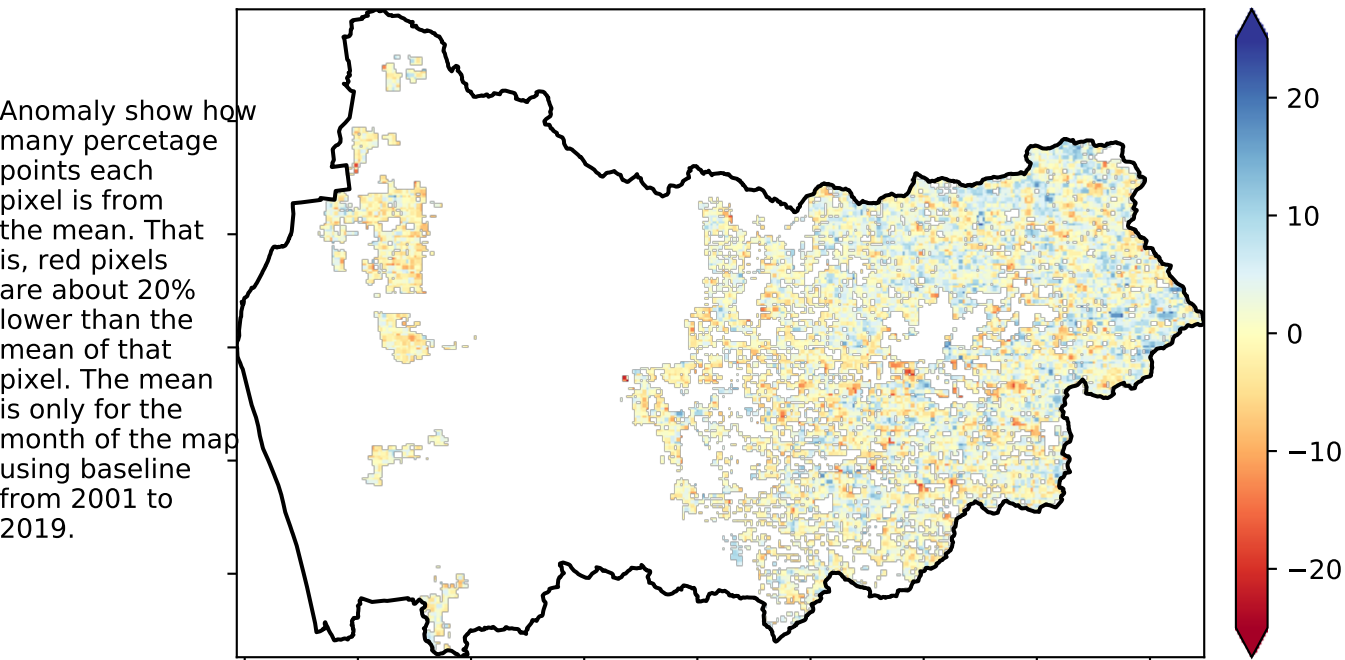 Anomaly show how
many percetage
points each
pixel is from
the mean. That
is, red pixels
are about 20%
lower than the
mean of that
pixel. The mean
is only for the
month of the map
using baseline
from 2001 to
2019.
20
10
0
−10
−20